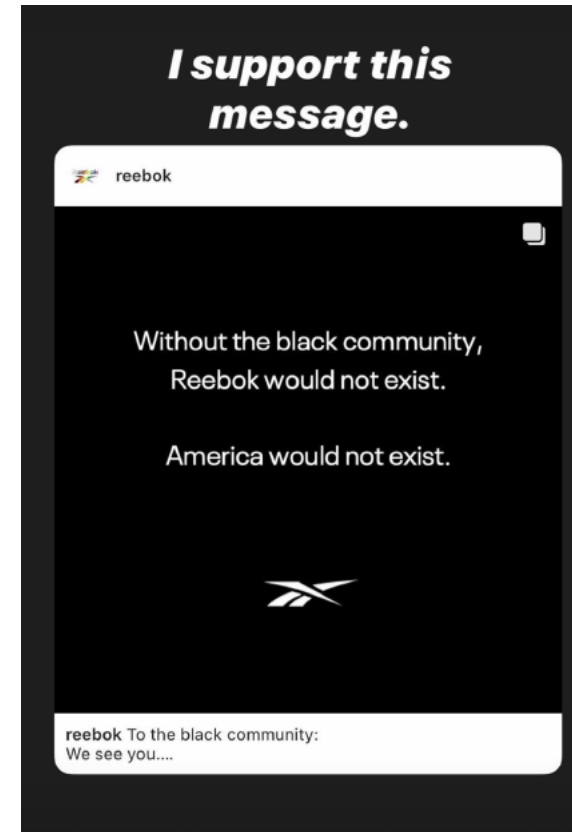 I support this
message.
reebok
Without the black community,
Reebok would not exist.
America would not exist.
reebok To the black community:
We see you....